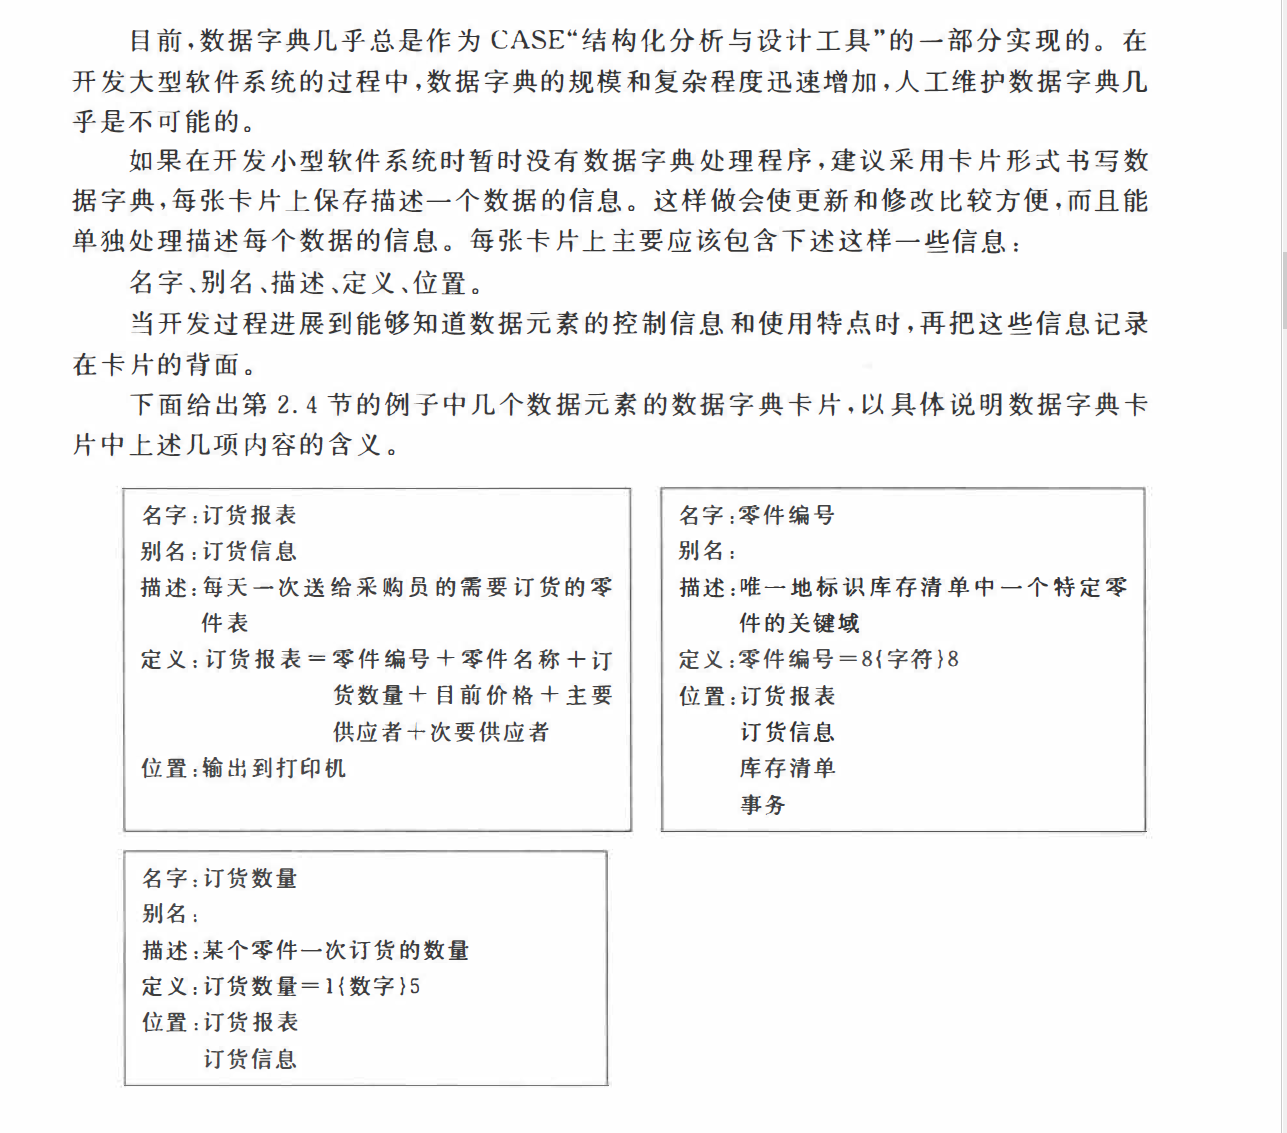 目前,数据字典几乎总是作为 CASE“结构化分析与设计工具”的一部分实现的。在
开发大型软件系统的过程中,数据字典的规模和复杂程度迅速增加,人工维护数据字典几
乎是不可能的。
如果在开发小型软件系统时暂时没有数据字典处理程序,建议采用卡片形式书写数
据字典,每张卡片上保存描述一个数据的信息。这样做会使更新和修改比较方便,而且能
单独处理描述每个数据的信息。每张卡片上主要应该包含下述这样一些信息:
名字、别名、描述、定义、位置。
当开发过程进展到能够知道数据元素的控制信息和使用特点时,再把这些信息记录
在卡片的背面。
下面给出第 2.4 节的例子中几个数据元素的数据字典卡片,以具体说明数据字典卡
片中上述几项内容的含义。
名字:订货报表
别名:订货信息
描述:每天一次送给采购员的需要订货的零
件表
定义:订货报表=零件编号+零件名称+订
货数量+目前价格+主要
供应者+次要供应者
位置:输出到打印机
名字:零件编号
别名:
描述:唯一地标识库存清单中一个特定零
件的关键域
定义:零件编号=8{字符}8
位置:订货报表
订货信息
库存清单
事务
名字:订货数量
别名:
描述:某个零件一次订货的数量
定义:订货数量=1{数字}5
位置:订货报表
订货信息